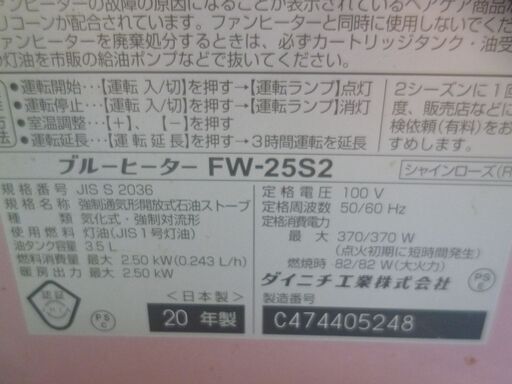 ンヒーターの故障の原因になることが表示されているヘアケア商品
リコーンが配合されています。ファンヒーターと同時に使用しないでく
ァンヒーターを廃棄処分するときは、必ずカートリッジタンク・油受
の灯油を市販の給油ポンプなどで抜いてください。
●運転開始…【運転 入/切】を押す→【運転ランプ】点灯
●運転停止…【運転 入/切】を押す→【運転ランプ】消灯
●室温調整…【＋】、【－】を押す
●運転延長…【運転延長】を押す→3時間運転を延長
方法
2シーズンに1回
度、販売店などに
検依頼(有料)をお
すすめします。
ブルーヒーター FW-25S2
シャインローズ(R
規格番号 JIS S 2036
規格名称 強制通気形開放式石油ストーブ
種類 気化式・強制対流形
使用燃料 灯油(JIS1号灯油)
油タンク容量 3.5L
燃料消費量 最大 2.50 kW(0.243 L/h)
暖房出力 最大 2.50 kW
定格電圧 100 V
定格周波数 50/60 Hz
定格消費電力
最大 370/370 W
(点火初期に短時間発生)
燃焼時 82/82 W(大火力)
ダイニチ工業株式会社
認証
PS C
<日本製>
20 年製
製造番号
C474405248
PS E